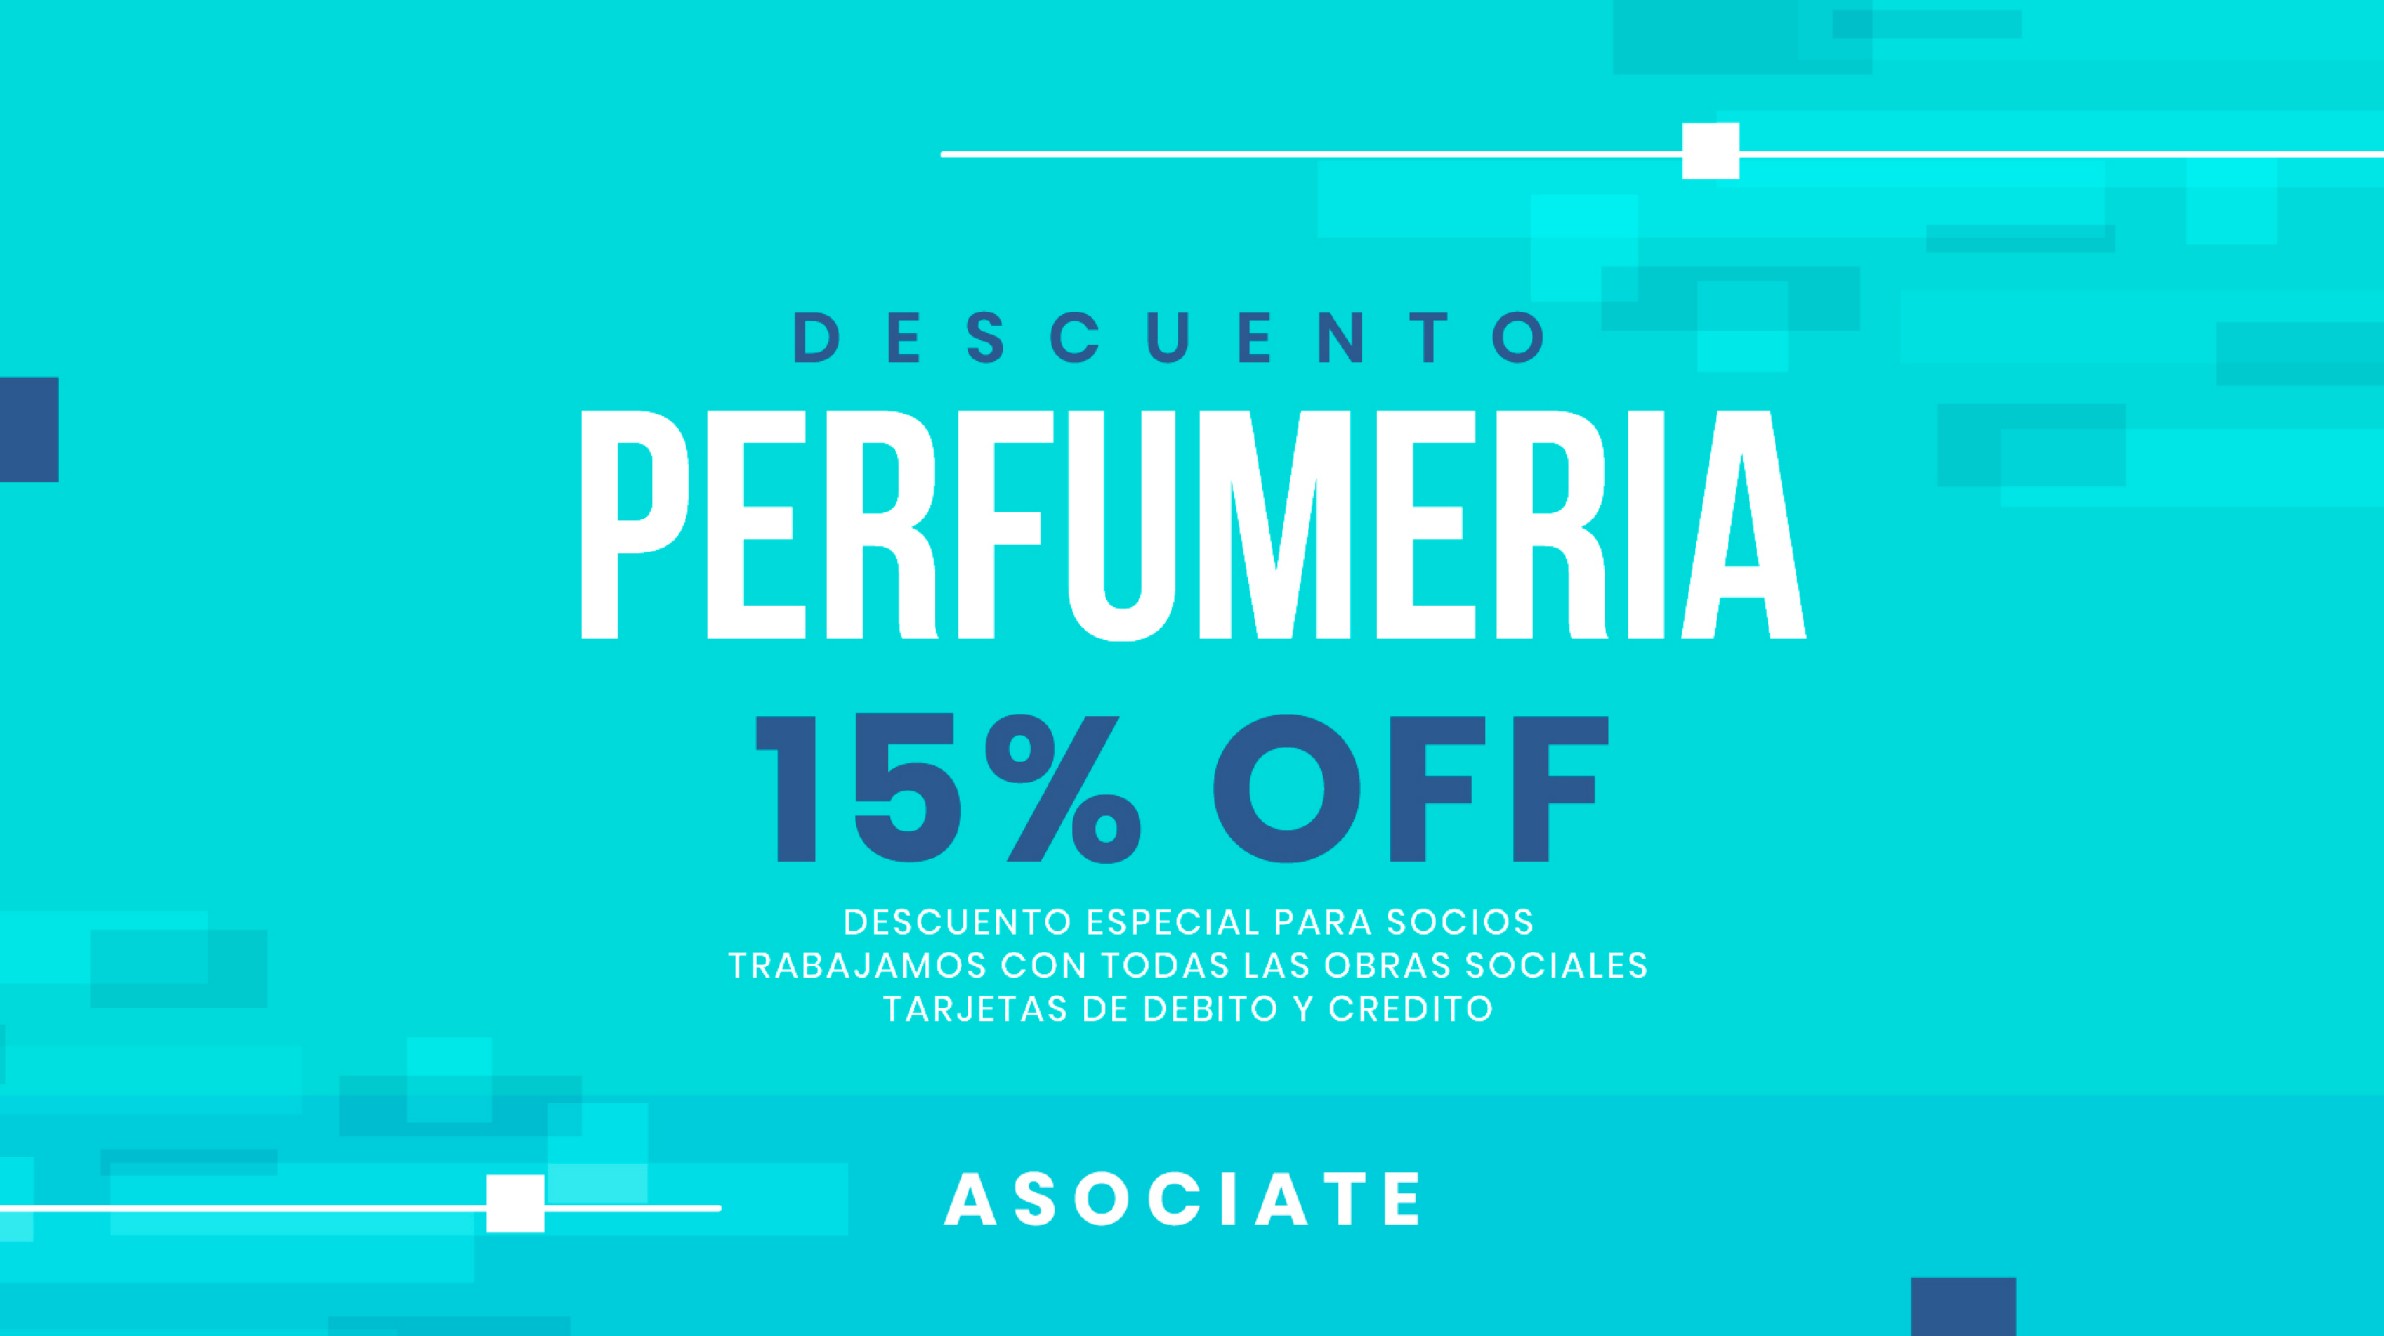 DESCUENTO
PERFUMERIA
15% OFF
DESCUENTO ESPECIAL PARA SOCIOS
TRABAJAMOS CON TODAS LAS OBRAS SOCIALES
TARJETAS DE DEBITO Y CREDITO
ASOCIATE